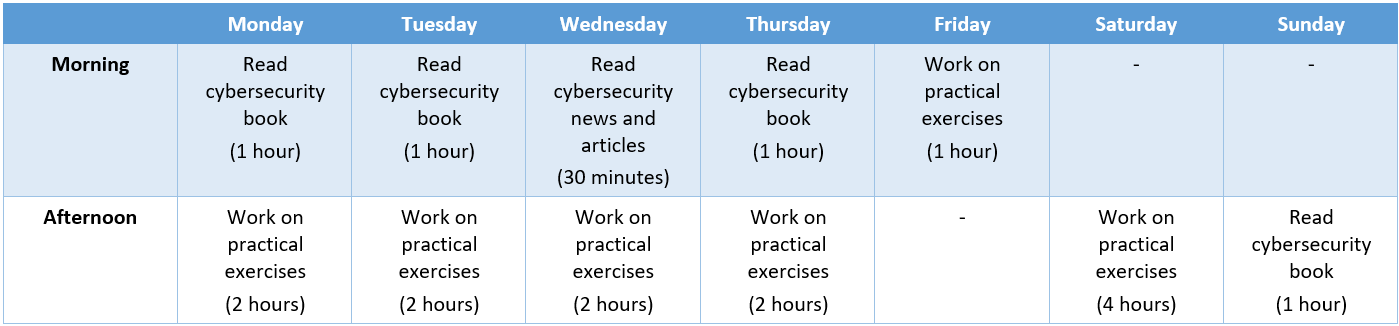 Monday Tuesday Wednesday Thursday Friday Saturday Sunday
Morning Read Read Read Read Work on - -
cybersecurity cybersecurity cybersecurity cybersecurity practical
book book news and book exercises
(1 hour) (1 hour) articles (1 hour) (1 hour)
(30 minutes)
Afternoon Work on Work on Work on Work on - Work on Read
practical practical practical practical practical cybersecurity
exercises exercises exercises exercises exercises book
(2 hours) (2 hours) (2 hours) (2 hours) (4 hours) (1 hour)